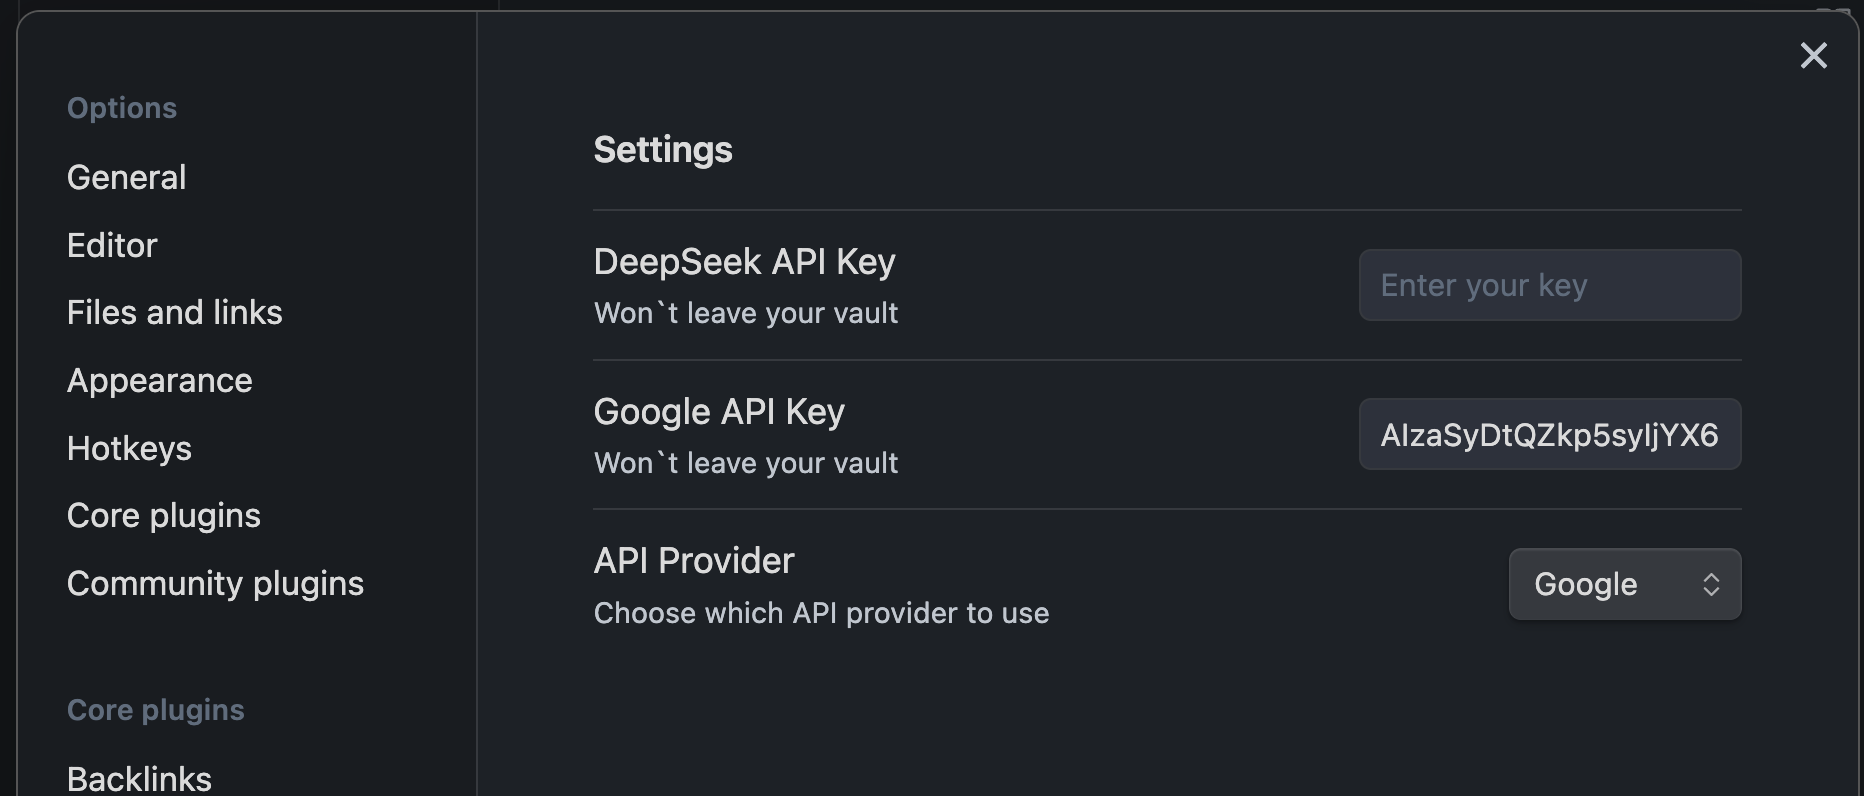 Options
General
Editor
Files and links
Appearance
Hotkeys
Core plugins
Community plugins
Core plugins
Backlinks
Settings
DeepSeek API Key
Won`t leave your vault
Enter your key
Google API Key
Won`t leave your vault
AIzaSyDtQZkp5syIjYX6
API Provider
Choose which API provider to use
Google